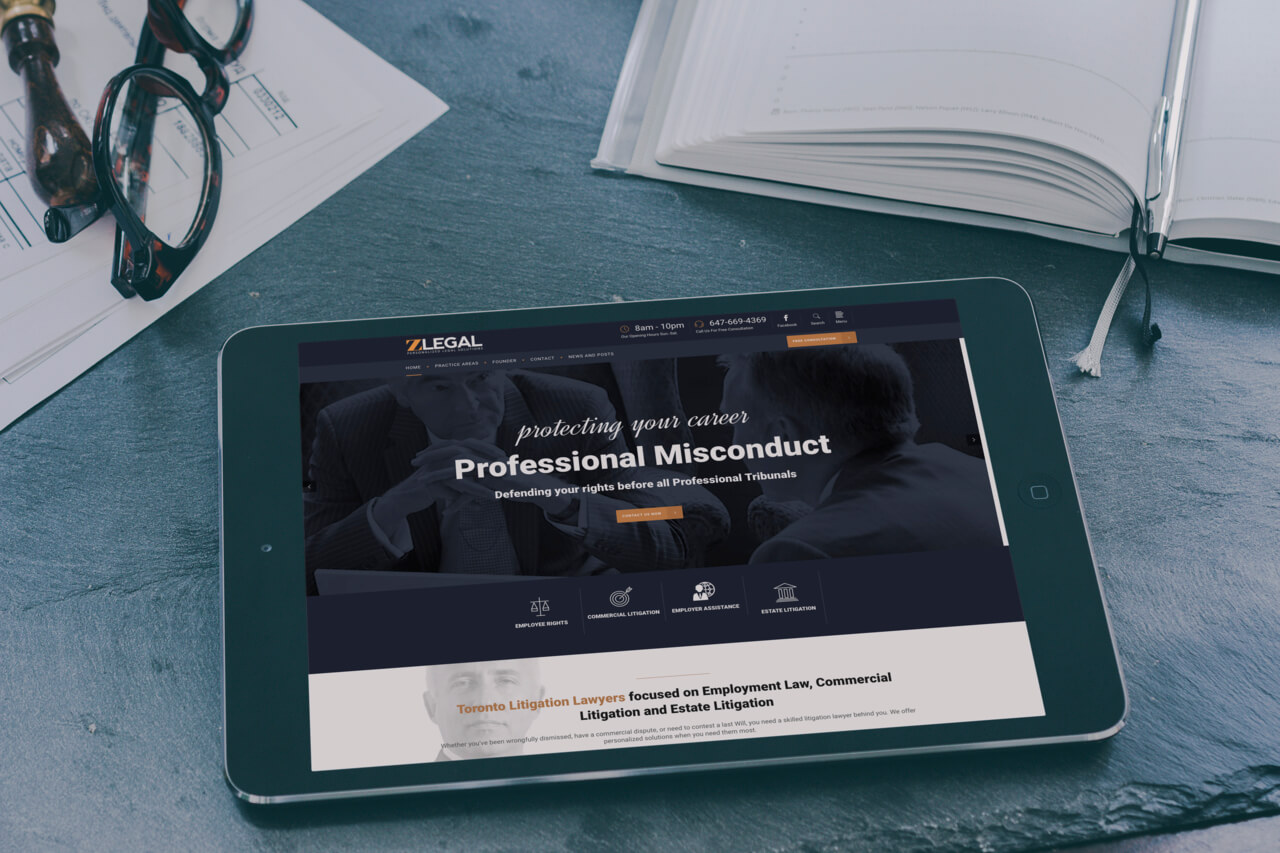 ZLEGAL
PERSONALIZED LEGAL SOLUTIONS
8am - 10pm
Our Opening Hours Sun.-Sat.
647-669-4369
Call Us For Free Consultation
Facebook
Search
Menu
HOME
PRACTICE AREAS
FOUNDER
CONTACT
NEWS AND POSTS
FREE CONSULTATION
protecting your career
Professional Misconduct
Defending your rights before all Professional Tribunals
CONTACT US NOW
EMPLOYEE RIGHTS
COMMERCIAL LITIGATION
EMPLOYER ASSISTANCE
ESTATE LITIGATION
Toronto Litigation Lawyers focused on Employment Law, Commercial
Litigation and Estate Litigation
Whether you've been wrongfully dismissed, have a commercial dispute, or need to contest a last Will, you need a skilled litigation lawyer behind you. We offer
personalized solutions when you need them most.